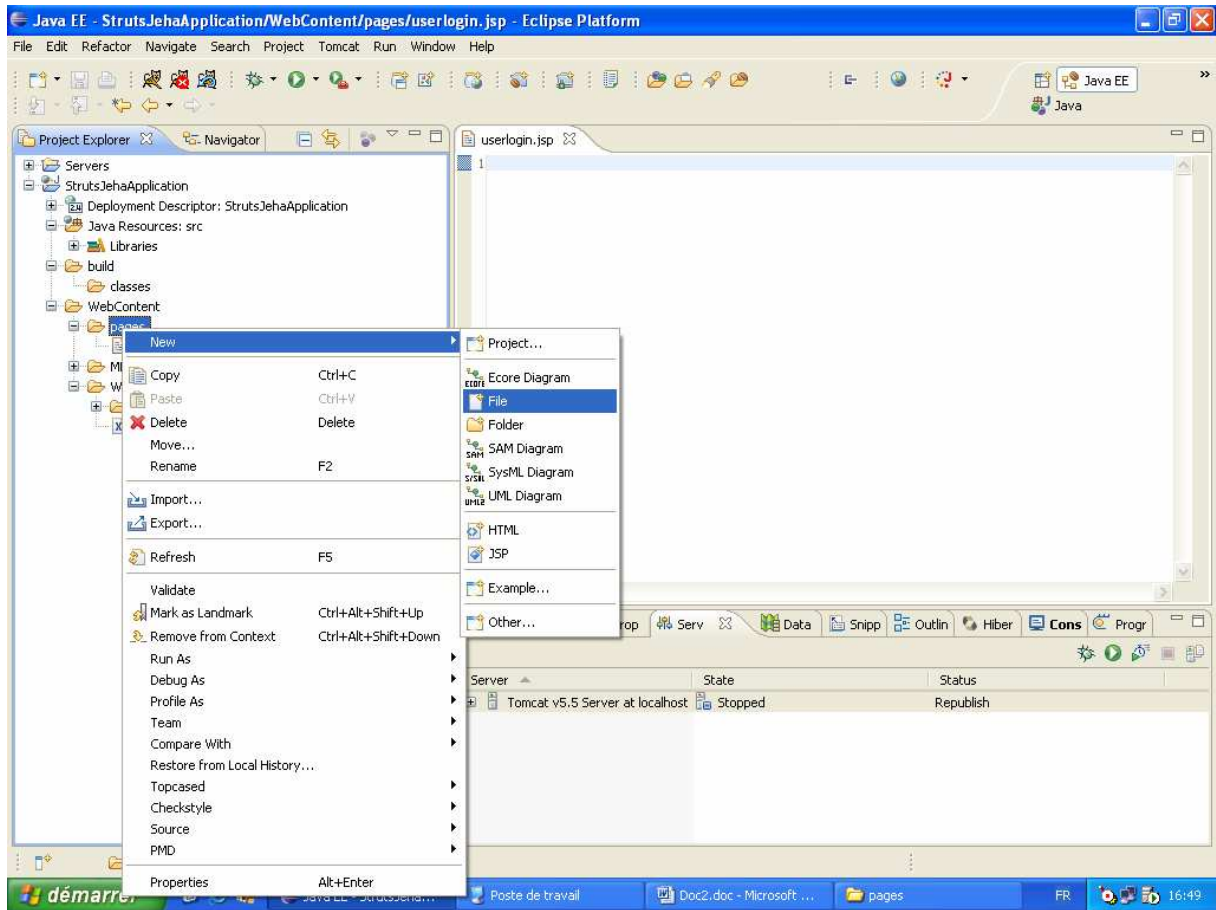 Java EE - StrutsJehaApplication/WebContent/pages/userlogin.jsp - Eclipse Platform
File Edit Refactor Navigate Search Project Tomcat Run Window Help
Java EE
»
Java
Project Explorer
Navigator
userlogin.jsp
1
Servers
StrutsJehaApplication
Deployment Descriptor: StrutsJehaApplication
Java Resources: src
Libraries
build
classes
WebContent
pages
New
Copy Ctrl+C
Paste Ctrl+V
Delete Delete
Move...
Rename F2
Import...
Export...
Refresh F5
Validate
Mark as Landmark Ctrl+Alt+Shift+Up
Remove from Context Ctrl+Alt+Shift+Down
Run As
Debug As
Profile As
Team
Compare With
Restore from Local History...
Topcased
Checkstyle
Source
PMD
Properties Alt+Enter
Project...
Ecore Diagram
File
Folder
SAM Diagram
SysML Diagram
UML Diagram
HTML
JSP
Example...
Other...
rop
Serv
Data
Snipp
Outlin
Hiber
Cons
Progr
Server State Status
Tomcat v5.5 Server at localhost Stopped Republish
démarrer
Poste de travail
Doc2.doc - Microsoft ...
pages
FR
16:49